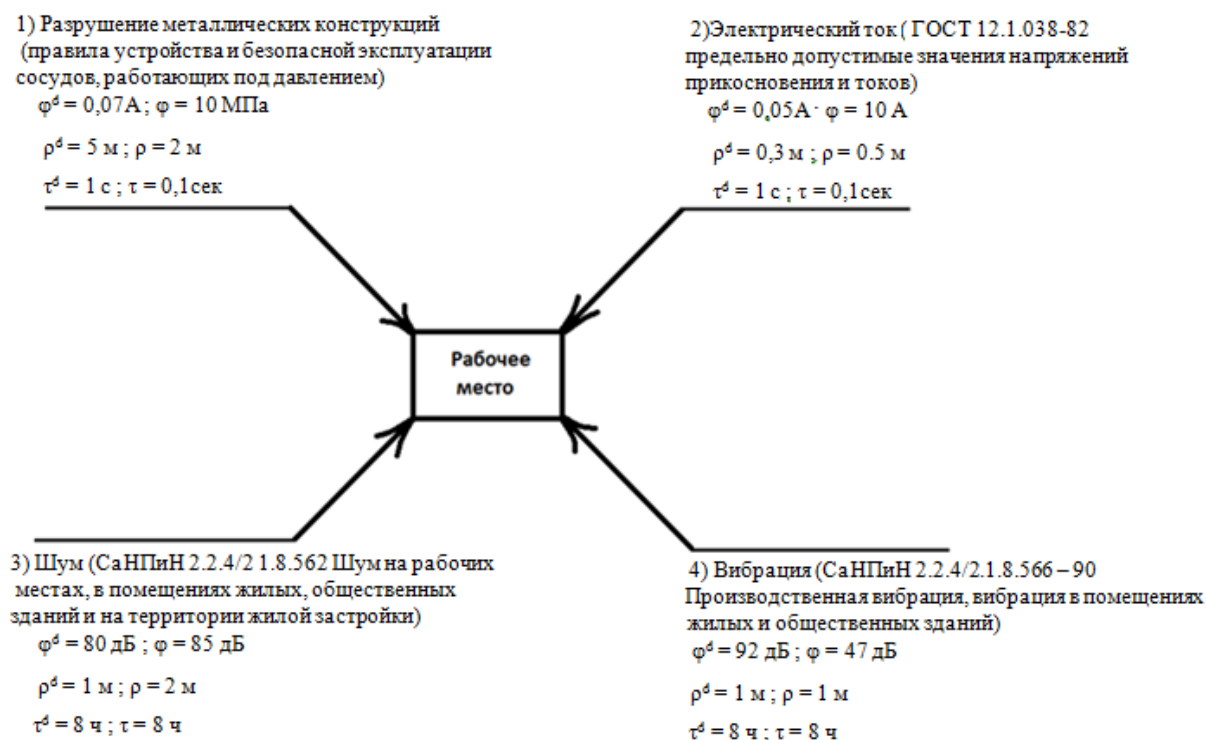 1) Разрушение металлических конструкций
(правила устройства и безопасной эксплуатации
сосудов, работающих под давлением)
φᵈ = 0,07А ; φ = 10 МПа
ρᵈ = 5 м ; ρ = 2 м
τᵈ = 1 с ; τ = 0,1сек
2)Электрический ток ( ГОСТ 12.1.038-82
предельно допустимые значения напряжений
прикосновения и токов)
φᵈ = 0,05А · φ = 10 А
ρᵈ = 0,3 м ; ρ = 0.5 м
τᵈ = 1 с ; τ = 0,1сек
Рабочее
место
3) Шум (СаНПиН 2.2.4/2 1.8.562 Шум на рабочих
местах, в помещениях жилых, общественных
зданий и на территории жилой застройки)
φᵈ = 80 дБ ; φ = 85 дБ
ρᵈ = 1 м ; ρ = 2 м
τᵈ = 8 ч ; τ = 8 ч
4) Вибрация (СаНПиН 2.2.4/2.1.8.566 – 90
Производственная вибрация, вибрация в помещениях
жилых и общественных зданий)
φᵈ = 92 дБ ; φ = 47 дБ
ρᵈ = 1 м ; ρ = 1 м
τᵈ = 8 ч ; τ = 8 ч